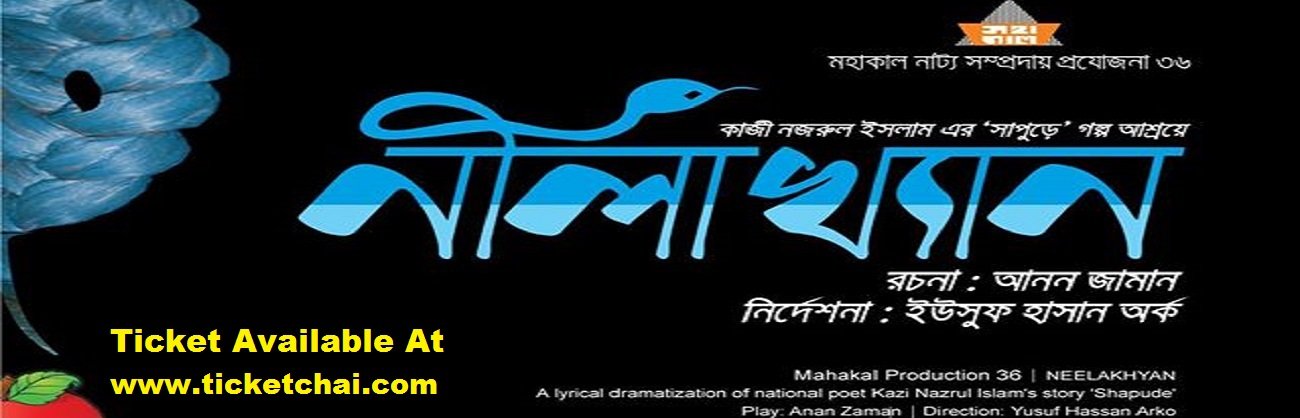 মহাকাল
মহাকাল নাট্য সম্প্রদায় প্রযোজনা ৩৬
কাজী নজরুল ইসলাম এর ‘সাপুড়ে’ গল্প আশ্রয়ে
নীলাখ্যান
রচনা : আনন জামান
নির্দেশনা : ইউসুফ হাসান অর্ক
Ticket Available At
www.ticketchai.com
Mahakal Production 36 | NEELAKHYAN
A lyrical dramatization of national poet Kazi Nazrul Islam's story 'Shapude'
Play: Anan Zaman | Direction: Yusuf Hassan Arko